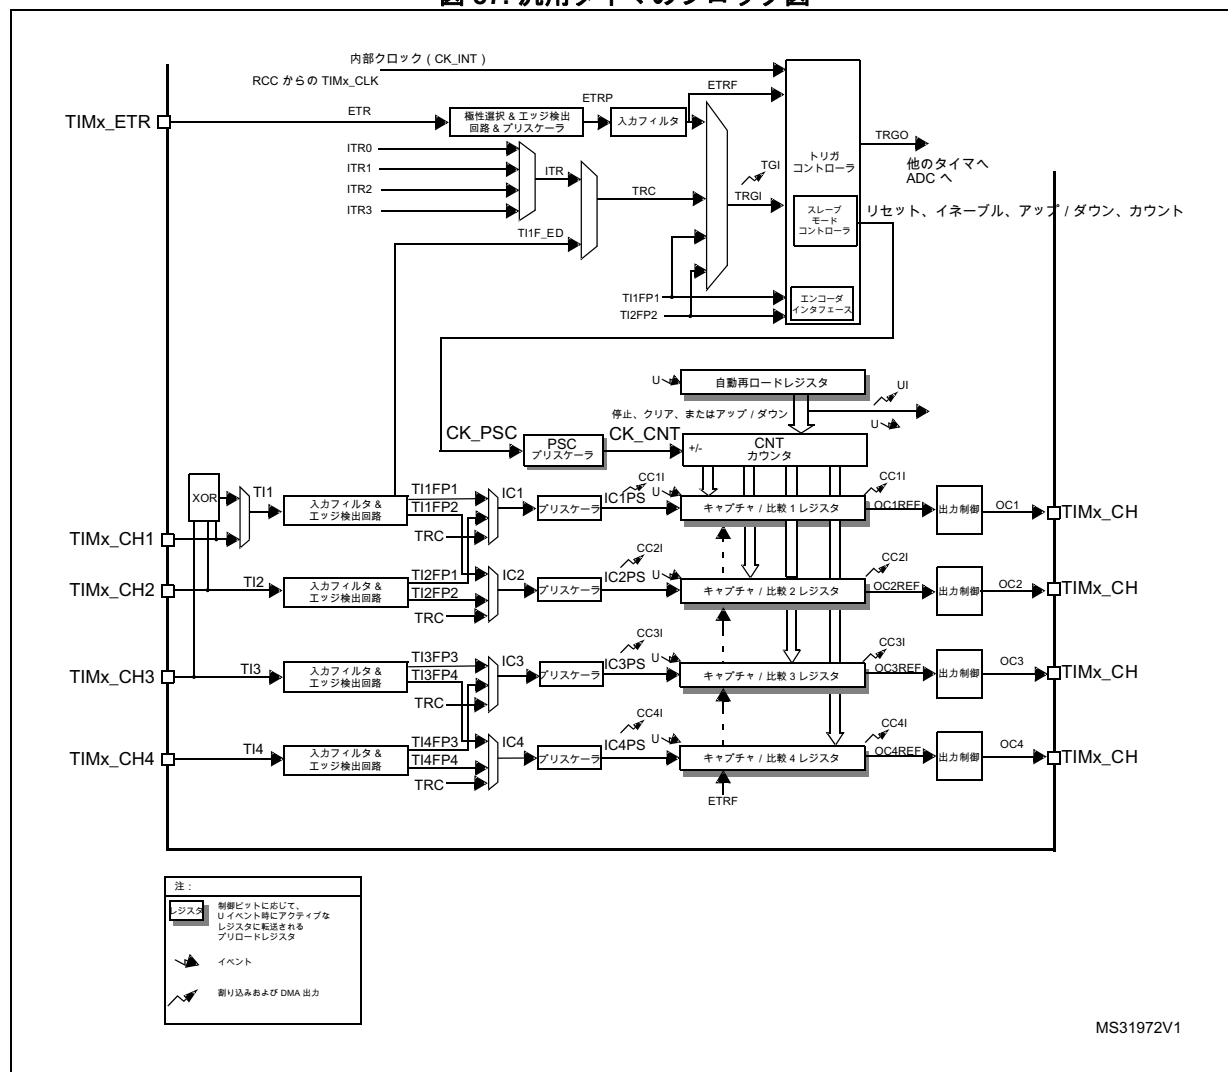 図 87. 汎用タイマのブロック図
内部クロック ( CK_INT )
RCC からの TIMx_CLK
ETRF
ETRP
ETR
TIMx_ETR
極性選択 & エッジ検出
回路 & プリスケーラ
入力フィルタ
トリガ
コントローラ
TRGO
他のタイマへ
ADC へ
ITR0
ITR1
ITR2
ITR3
ITR
TRC
TGI
TRGI
スレーブ
モード
コントローラ
リセット、イネーブル、アップ / ダウン、カウント
TI1F_ED
TI1FP1
TI2FP2
エンコーダ
インタフェース
U
自動再ロードレジスタ
UI
U
停止、クリア、またはアップ / ダウン
CK_PSC
PSC
プリスケーラ
CK_CNT
+/-
CNT
カウンタ
XOR
TI1
入力フィルタ &
エッジ検出回路
TI1FP1
TI1FP2
TRC
IC1
プリスケーラ
CC1I
IC1PS
U
キャプチャ / 比較 1 レジスタ
CC1I
OC1REF
出力制御
OC1
TIMx_CH
TIMx_CH1
TIMx_CH2
TI2
入力フィルタ &
エッジ検出回路
TI2FP1
TI2FP2
TRC
IC2
プリスケーラ
CC2I
IC2PS
U
キャプチャ / 比較 2 レジスタ
CC2I
OC2REF
出力制御
OC2
TIMx_CH
TIMx_CH3
TI3
入力フィルタ &
エッジ検出回路
TI3FP3
TI3FP4
TRC
IC3
プリスケーラ
CC3I
IC3PS
U
キャプチャ / 比較 3 レジスタ
CC3I
OC3REF
出力制御
OC3
TIMx_CH
TIMx_CH4
TI4
入力フィルタ &
エッジ検出回路
TI4FP3
TI4FP4
TRC
IC4
プリスケーラ
CC4I
IC4PS
U
キャプチャ / 比較 4 レジスタ
CC4I
OC4REF
出力制御
OC4
TIMx_CH
ETRF
注 :
レジスタ
制御ビットに応じて、
U イベント時にアクティブな
レジスタに転送される
プリロードレジスタ
イベント
割り込みおよび DMA 出力
MS31972V1